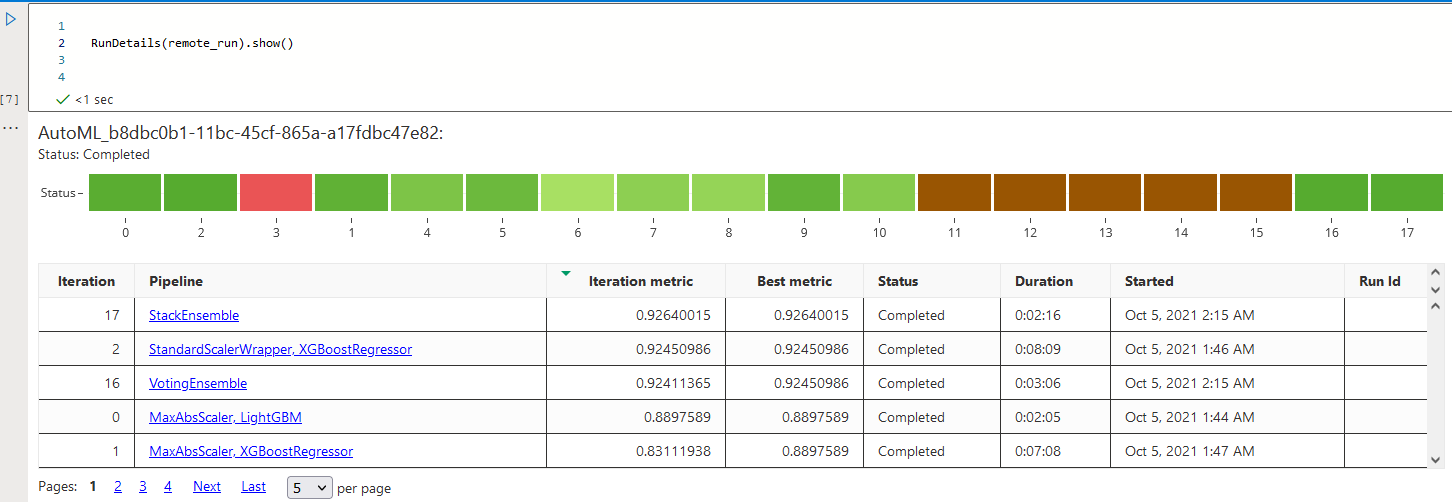 1
2 RunDetails(remote_run).show()
3
4
[7]
<1 sec
...
AutoML_b8dbc0b1-11bc-45cf-865a-a17fdbc47e82:
Status: Completed
Status
0 2 3 1 4 5 6 7 8 9 10 11 12 13 14 15 16 17
Iteration Pipeline Iteration metric Best metric Status Duration Started Run Id
17 StackEnsemble 0.92640015 0.92640015 Completed 0:02:16 Oct 5, 2021 2:15 AM
2 StandardScalerWrapper, XGBoostRegressor 0.92450986 0.92450986 Completed 0:08:09 Oct 5, 2021 1:46 AM
16 VotingEnsemble 0.92411365 0.92450986 Completed 0:03:06 Oct 5, 2021 2:15 AM
0 MaxAbsScaler, LightGBM 0.8897589 0.8897589 Completed 0:02:05 Oct 5, 2021 1:44 AM
1 MaxAbsScaler, XGBoostRegressor 0.83111938 0.8897589 Completed 0:07:08 Oct 5, 2021 1:47 AM
Pages: 1 2 3 4 Next Last 5 per page